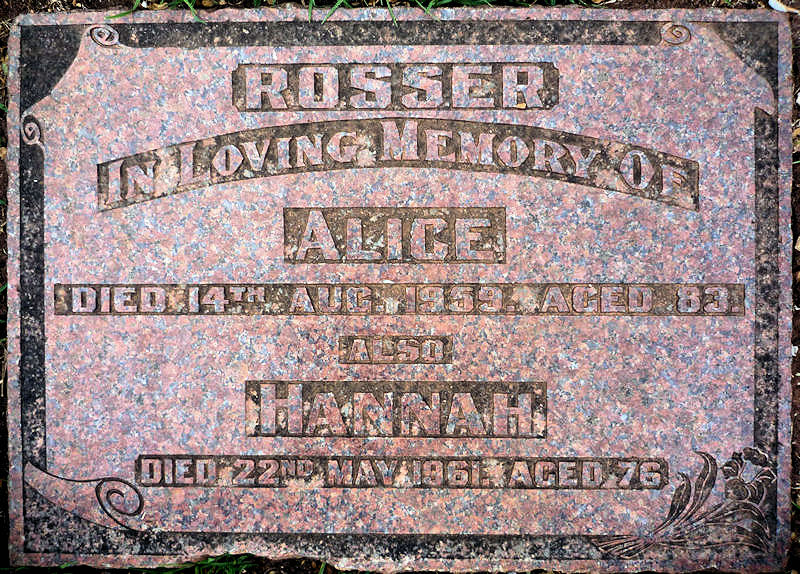 ROSSER
IN LOVING MEMORY OF
ALICE
DIED 14TH AUG. 1959. AGED 83
ALSO
HANNAH
DIED 22ND MAY 1961. AGED 76